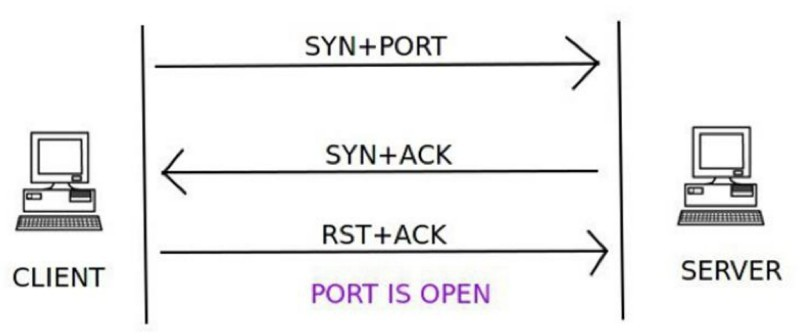 SYN+PORT
SYN+ACK
RST+ACK
CLIENT
SERVER
PORT IS OPEN